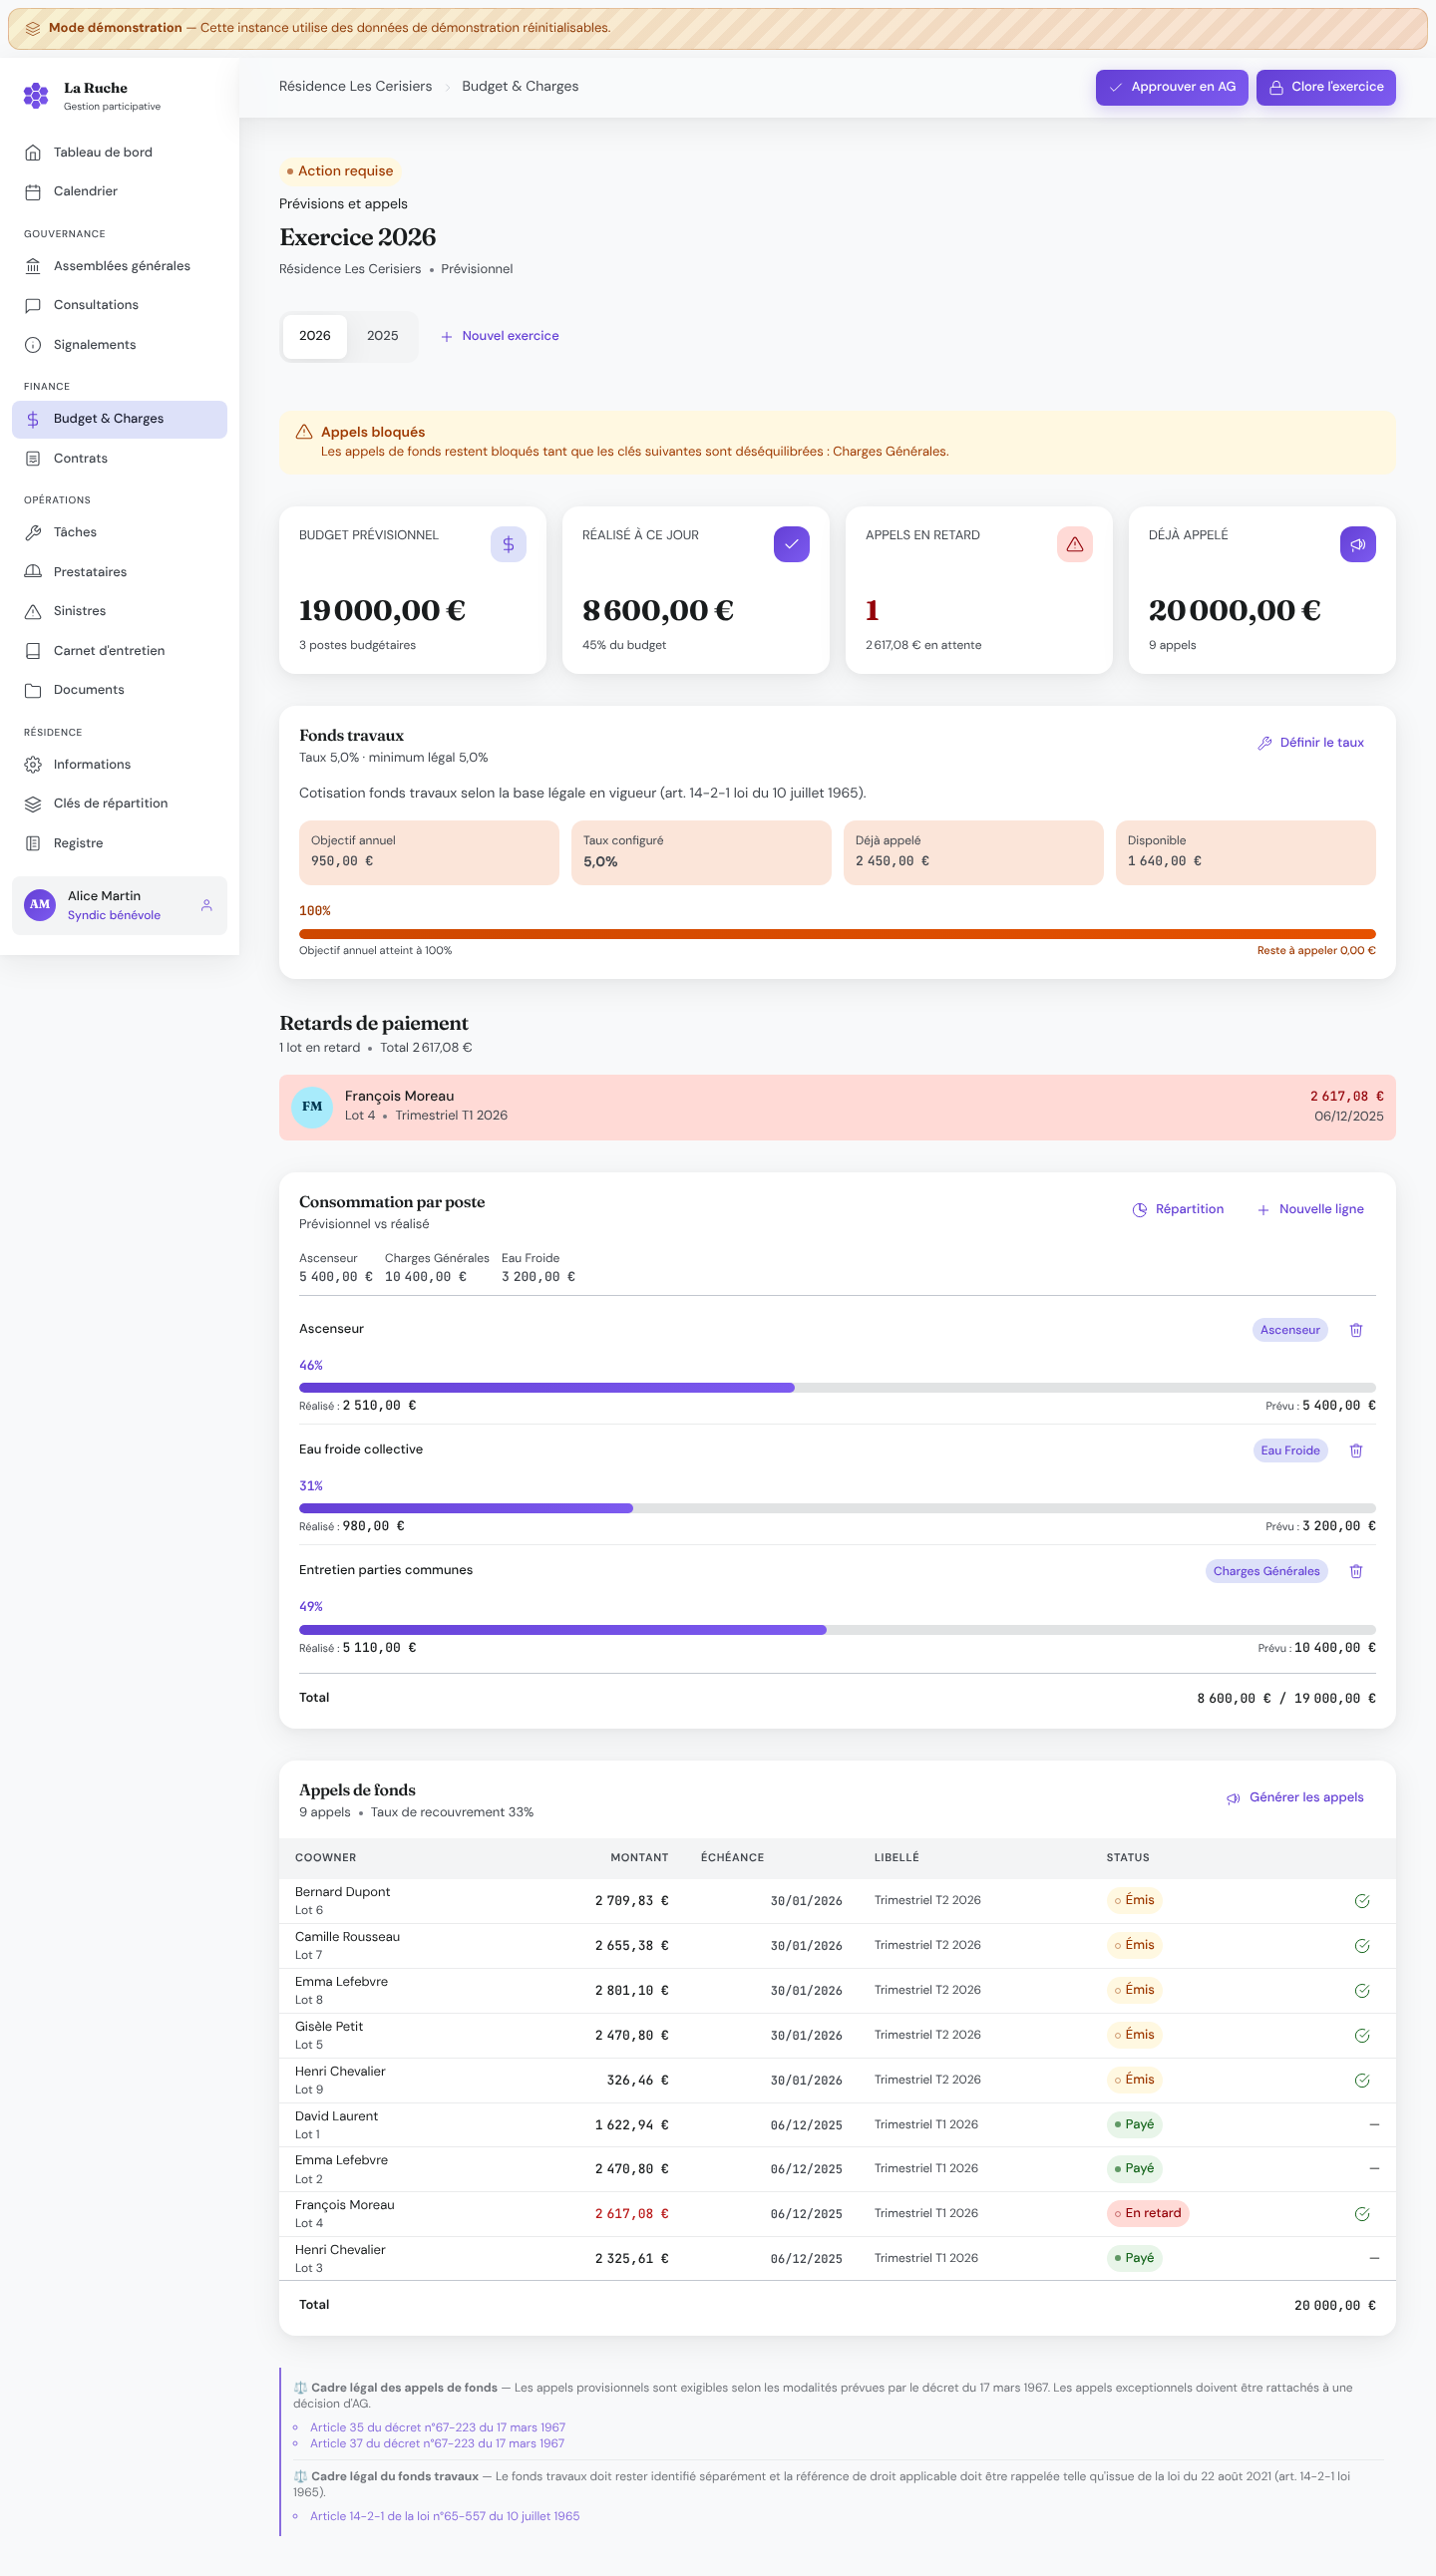 Mode démonstration — Cette instance utilise des données de démonstration réinitialisables.
La Ruche
Gestion participative
Tableau de bord
Calendrier
GOUVERNANCE
Assemblées générales
Consultations
Signalements
FINANCE
Budget & Charges
Contrats
OPÉRATIONS
Tâches
Prestataires
Sinistres
Carnet d'entretien
Documents
RÉSIDENCE
Informations
Clés de répartition
Registre
AM
Alice Martin
Syndic bénévole
Résidence Les Cerisiers > Budget & Charges
Approuver en AG
Clore l'exercice
Action requise
Prévisions et appels
Exercice 2026
Résidence Les Cerisiers • Prévisionnel
2026 2025 + Nouvel exercice
Appels bloqués
Les appels de fonds restent bloqués tant que les clés suivantes sont déséquilibrées : Charges Générales.
BUDGET PRÉVISIONNEL
19 000,00 €
3 postes budgétaires
RÉALISÉ À CE JOUR
8 600,00 €
45% du budget
APPELS EN RETARD
1
2 617,08 € en attente
DÉJÀ APPELÉ
20 000,00 €
9 appels
Fonds travaux
Taux 5,0% · minimum légal 5,0%
Définir le taux
Cotisation fonds travaux selon la base légale en vigueur (art. 14-2-1 loi du 10 juillet 1965).
Objectif annuel
950,00 €
Taux configuré
5,0%
Déjà appelé
2 450,00 €
Disponible
1 640,00 €
100%
Objectif annuel atteint à 100%
Reste à appeler 0,00 €
Retards de paiement
1 lot en retard • Total 2 617,08 €
FM
François Moreau
Lot 4 • Trimestriel T1 2026
2 617,08 €
06/12/2025
Consommation par poste
Prévisionnel vs réalisé
Répartition
+ Nouvelle ligne
Ascenseur
5 400,00 €
Charges Générales
10 400,00 €
Eau Froide
3 200,00 €
Ascenseur
Ascenseur
46%
Réalisé : 2 510,00 €
Prévu : 5 400,00 €
Eau froide collective
Eau Froide
31%
Réalisé : 980,00 €
Prévu : 3 200,00 €
Entretien parties communes
Charges Générales
49%
Réalisé : 5 110,00 €
Prévu : 10 400,00 €
Total
8 600,00 € / 19 000,00 €
Appels de fonds
9 appels • Taux de recouvrement 33%
Générer les appels
COOWNER MONTANT ÉCHÉANCE LIBELLÉ STATUS
Bernard Dupont
Lot 6
2 709,83 € 30/01/2026 Trimestriel T2 2026 Émis
Camille Rousseau
Lot 7
2 655,38 € 30/01/2026 Trimestriel T2 2026 Émis
Emma Lefebvre
Lot 8
2 801,10 € 30/01/2026 Trimestriel T2 2026 Émis
Gisèle Petit
Lot 5
2 470,80 € 30/01/2026 Trimestriel T2 2026 Émis
Henri Chevalier
Lot 9
326,46 € 30/01/2026 Trimestriel T2 2026 Émis
David Laurent
Lot 1
1 622,94 € 06/12/2025 Trimestriel T1 2026 Payé —
Emma Lefebvre
Lot 2
2 470,80 € 06/12/2025 Trimestriel T1 2026 Payé —
François Moreau
Lot 4
2 617,08 € 06/12/2025 Trimestriel T1 2026 En retard
Henri Chevalier
Lot 3
2 325,61 € 06/12/2025 Trimestriel T1 2026 Payé —
Total
20 000,00 €
⚖️ Cadre légal des appels de fonds — Les appels provisionnels sont exigibles selon les modalités prévues par le décret du 17 mars 1967. Les appels exceptionnels doivent être rattachés à une
décision d'AG.
Article 35 du décret n°67-223 du 17 mars 1967
Article 37 du décret n°67-223 du 17 mars 1967
⚖️ Cadre légal du fonds travaux — Le fonds travaux doit rester identifié séparément et la référence de droit applicable doit être rappelée telle qu'issue de la loi du 22 août 2021 (art. 14-2-1 loi
1965).
Article 14-2-1 de la loi n°65-557 du 10 juillet 1965